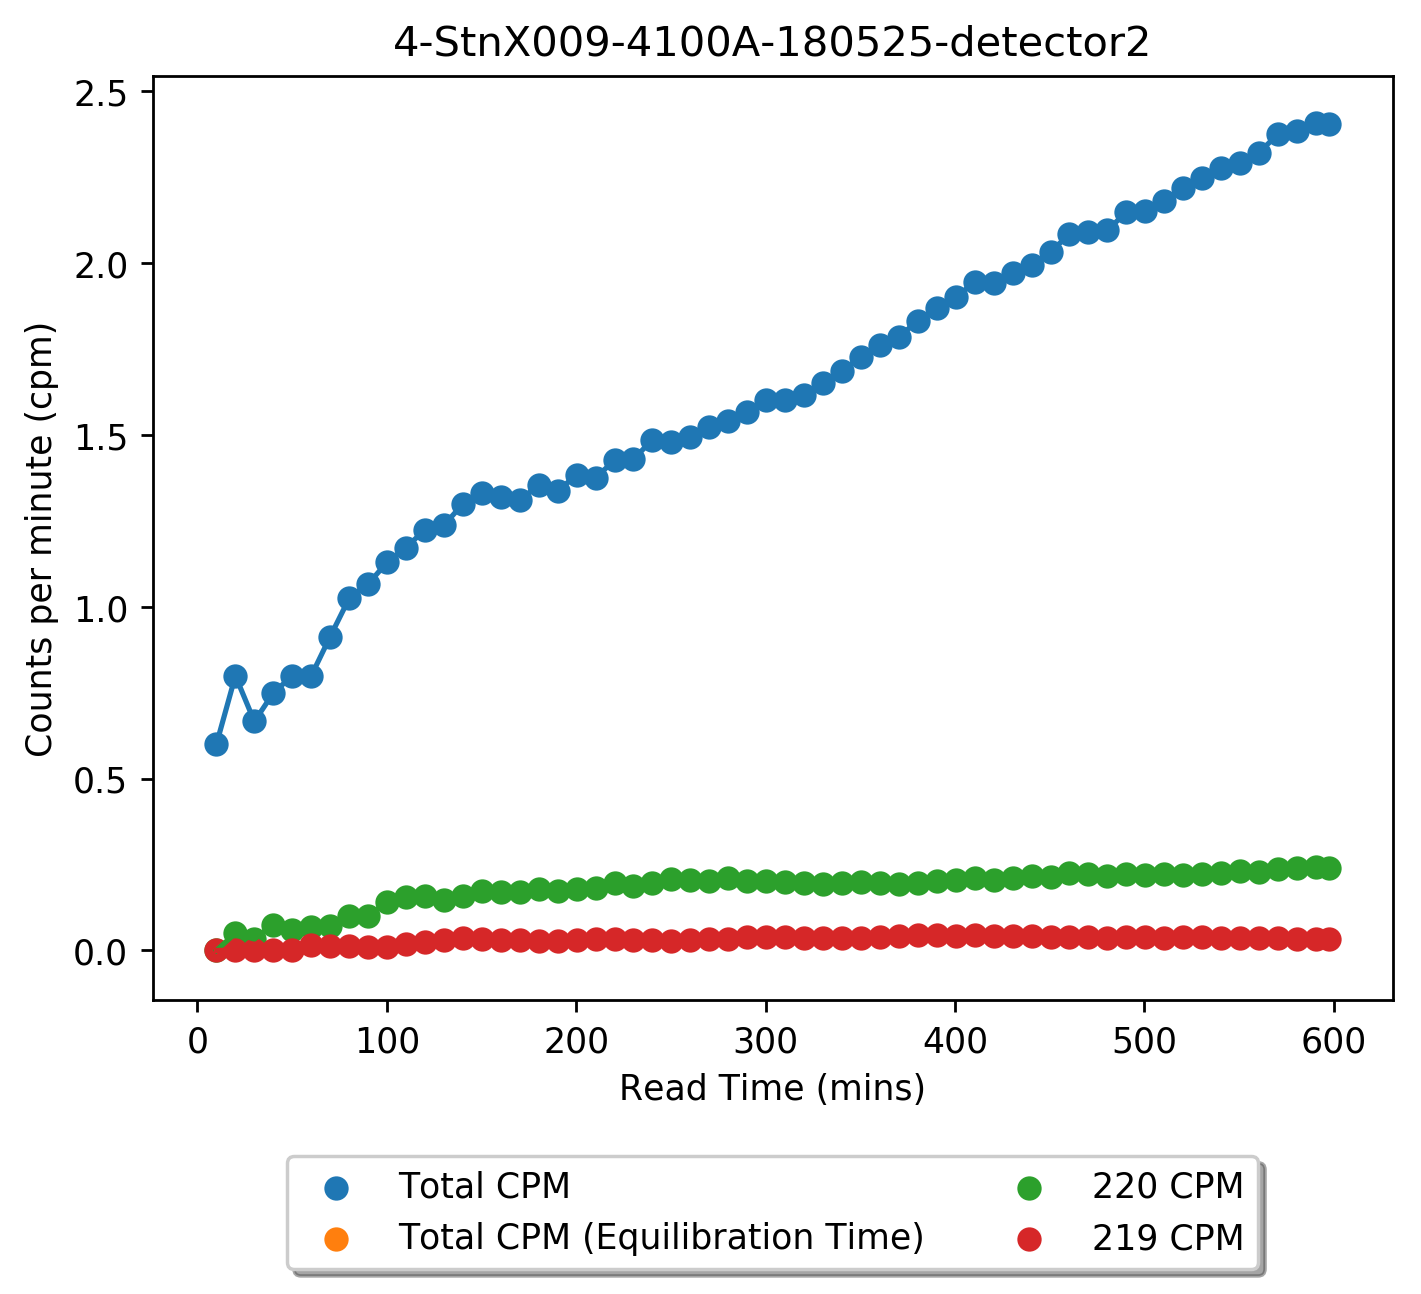 4-StnX009-4100A-180525-detector2
Counts per minute (cpm)
2.5
2.0
1.5
1.0
0.5
0.0
0 100 200 300 400 500 600
Read Time (mins)
Total CPM
Total CPM (Equilibration Time)
220 CPM
219 CPM